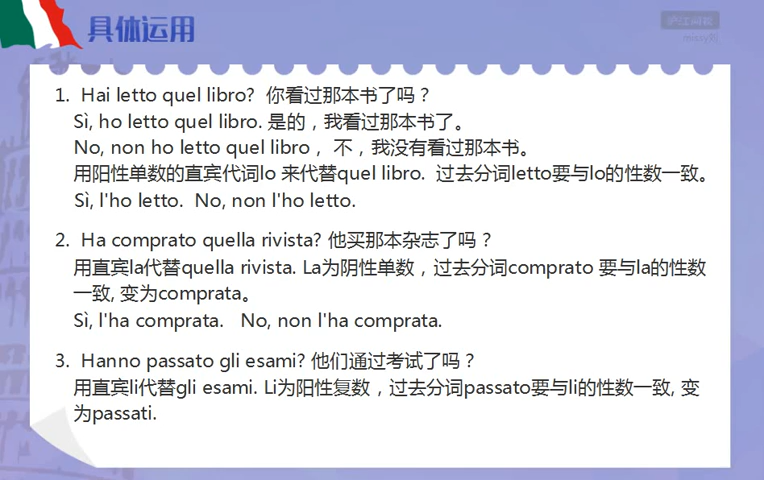 具体运用
沪江网校
missy熙
1. Hai letto quel libro? 你看过那本书了吗？
Sì, ho letto quel libro. 是的，我看过那本书了。
No, non ho letto quel libro， 不，我没有看过那本书。
用阳性单数的直宾代词lo 来代替quel libro. 过去分词letto要与lo的性数一致。
Sì, l'ho letto. No, non l'ho letto.
2. Ha comprato quella rivista? 他买那本杂志了吗？
用直宾la代替quella rivista. La为阴性单数，过去分词comprato 要与la的性数
一致, 变为comprata。
Sì, l'ha comprata. No, non l'ha comprata.
3. Hanno passato gli esami? 他们通过考试了吗？
用直宾li代替gli esami. Li为阳性复数，过去分词passato要与li的性数一致, 变
为passati.